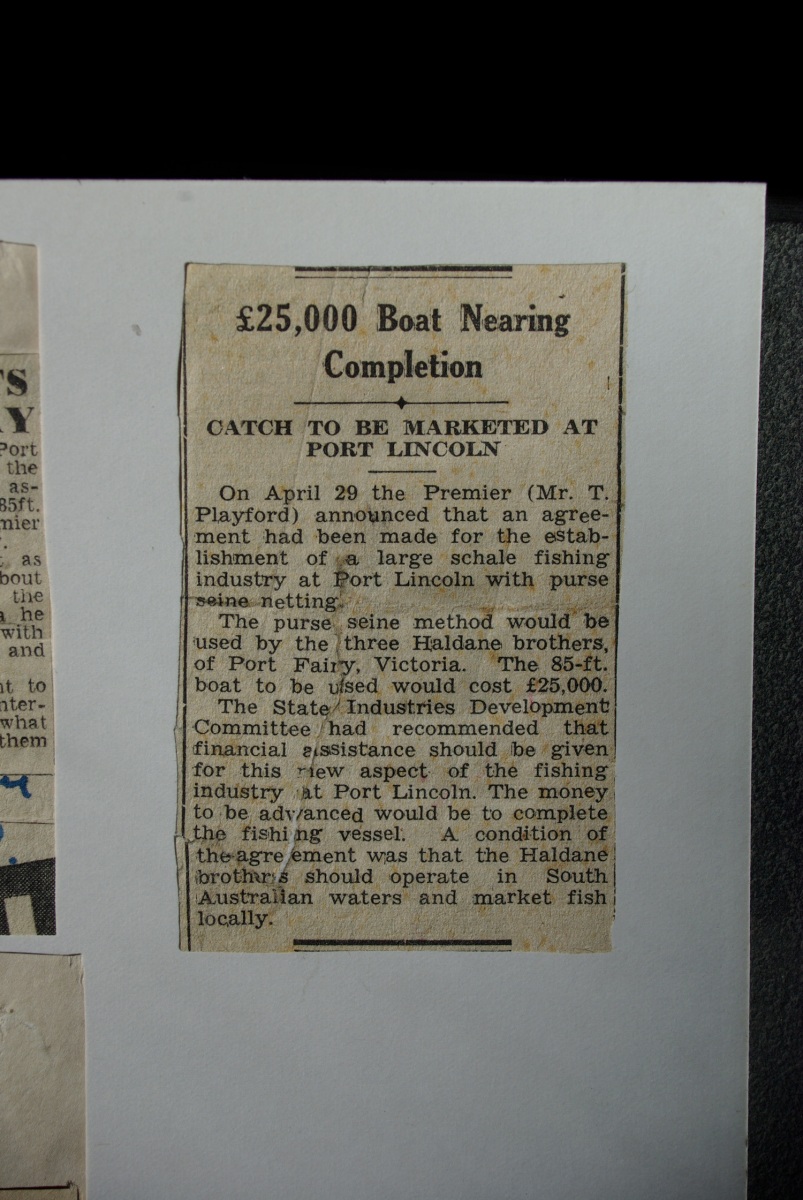 £25,000 Boat Nearing
Completion
CATCH TO BE MARKETED AT
PORT LINCOLN
On April 29 the Premier (Mr. T.
Playford) announced that an agree-
ment had been made for the estab-
lishment of a large schale fishing
industry at Port Lincoln with purse
seine netting.
The purse seine method would be
used by the three Haldane brothers,
of Port Fairy, Victoria. The 85-ft.
boat to be used would cost £25,000.
The State Industries Development
Committee had recommended that
financial assistance should be given
for this new aspect of the fishing
industry at Port Lincoln. The money
to be advanced would be to complete
the fishing vessel. A condition of
the agreement was that the Haldane
brothers should operate in South
Australian waters and market fish
locally.
'S
Y
Port
the
as-
85ft.
mier
as
bout
the
he
with
and
nt to
nter-
what
them